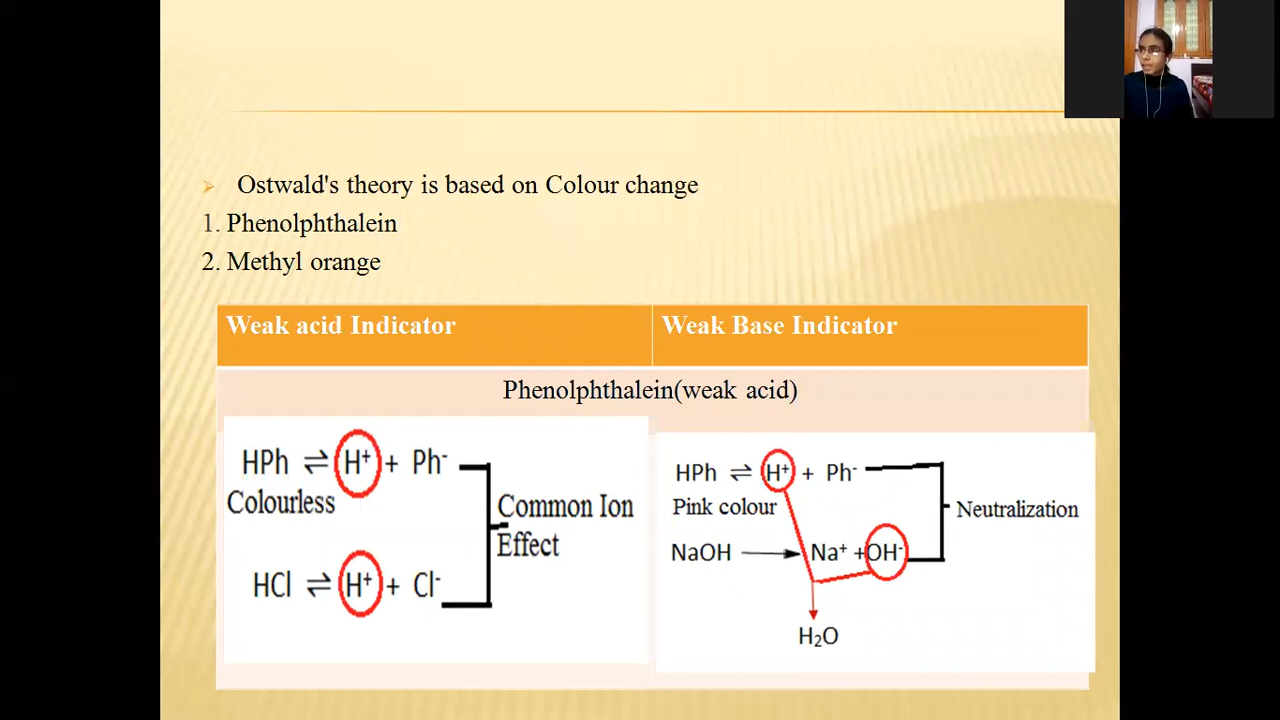 Ostwald's theory is based on Colour change
1. Phenolphthalein
2. Methyl orange
Weak acid Indicator
Weak Base Indicator
Phenolphthalein(weak acid)
HPh ⇌ H⁺ + Ph⁻
Colourless
HCl ⇌ H⁺ + Cl⁻
Common Ion
Effect
HPh ⇌ H⁺ + Ph⁻
Pink colour
NaOH → Na⁺ +OH⁻
Neutralization
H₂O